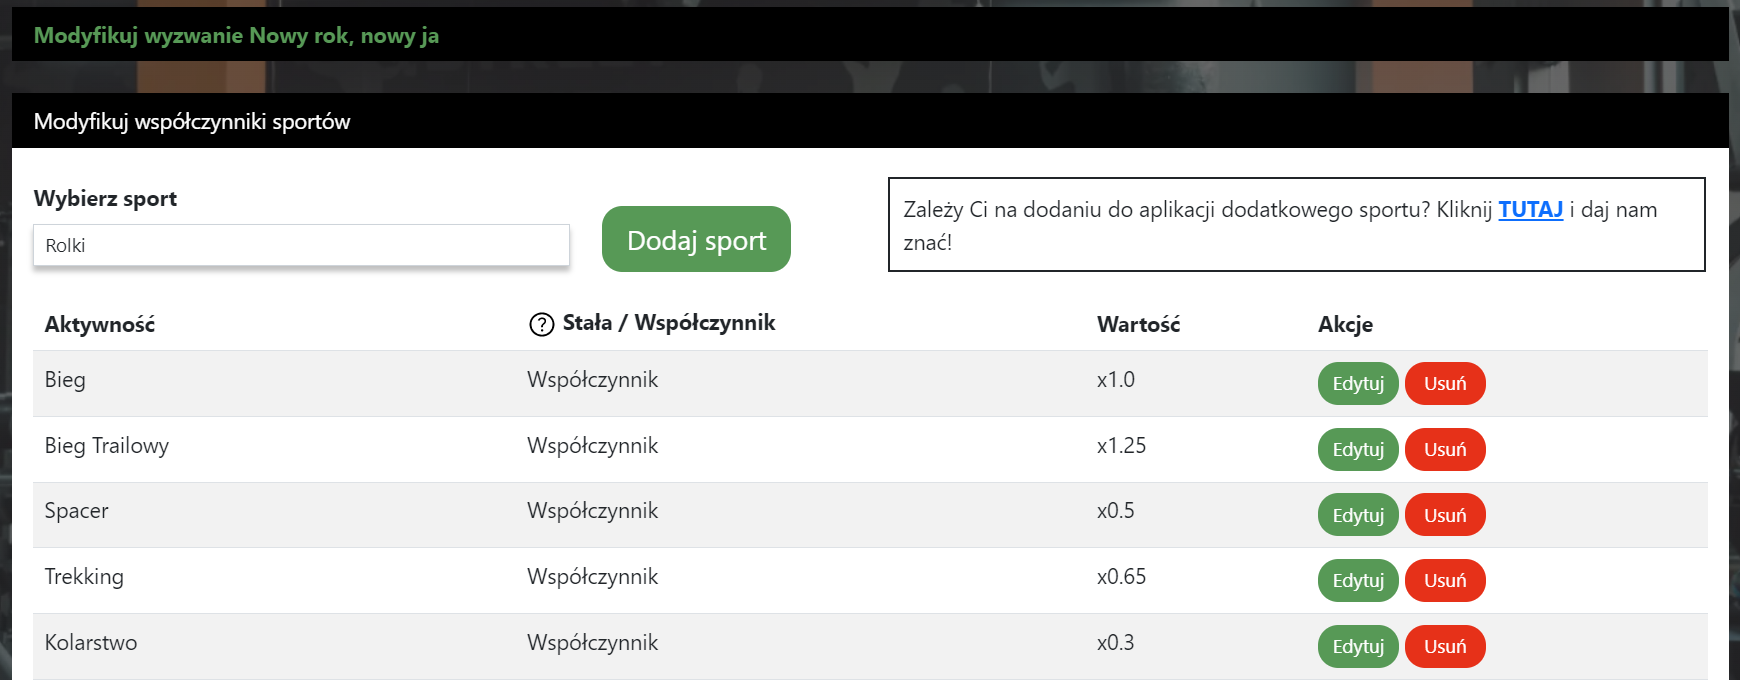 Modyfikuj wyzwanie Nowy rok, nowy ja
Modyfikuj współczynniki sportów
Wybierz sport
Rolki
Dodaj sport
Zależy Ci na dodaniu do aplikacji dodatkowego sportu? Kliknij TUTAJ i daj nam
znać!
Aktywność ? Stała / Współczynnik Wartość Akcje
Bieg Współczynnik x1.0 Edytuj Usuń
Bieg Trailowy Współczynnik x1.25 Edytuj Usuń
Spacer Współczynnik x0.5 Edytuj Usuń
Trekking Współczynnik x0.65 Edytuj Usuń
Kolarstwo Współczynnik x0.3 Edytuj Usuń